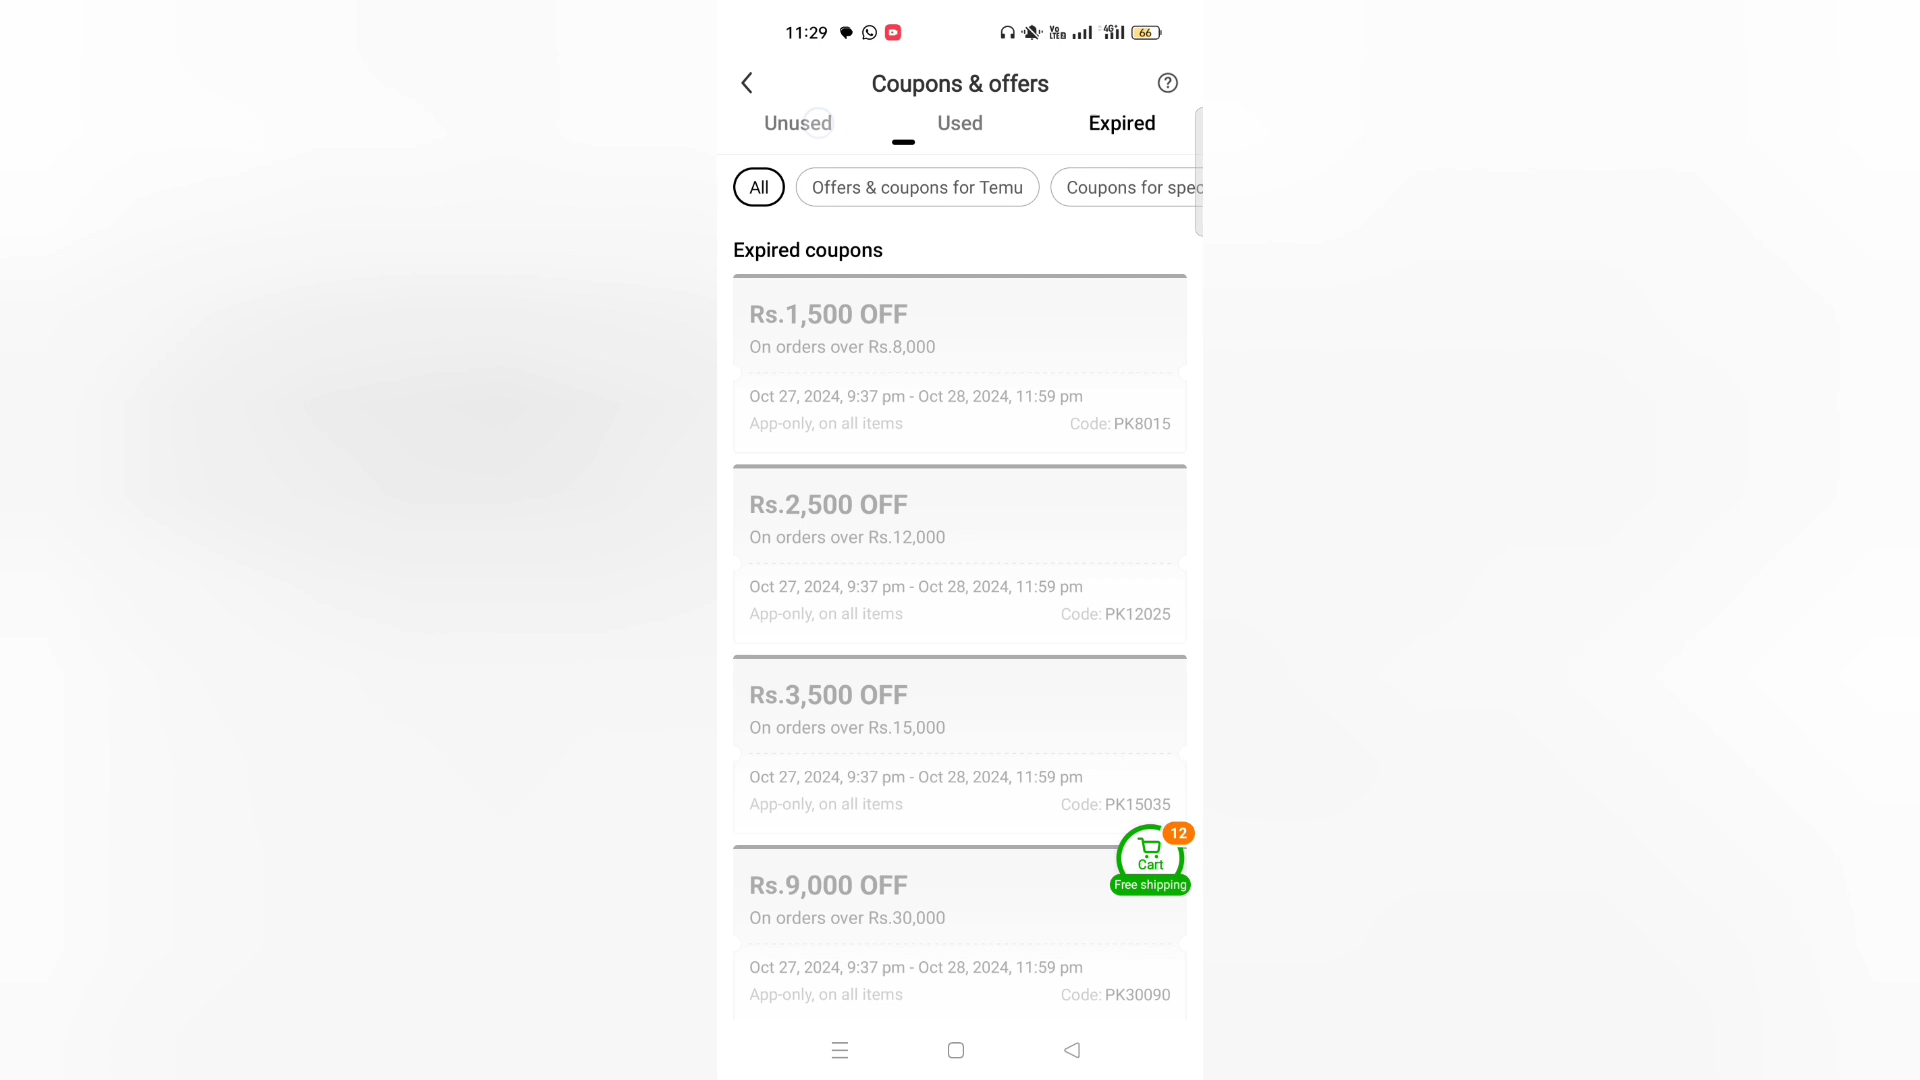 11:29
VO LTE2 4G+ 66
Coupons & offers
Unused Used Expired
All Offers & coupons for Temu Coupons for spec
Expired coupons
Rs.1,500 OFF
On orders over Rs.8,000
Oct 27, 2024, 9:37 pm - Oct 28, 2024, 11:59 pm
App-only, on all items Code: PK8015
Rs.2,500 OFF
On orders over Rs.12,000
Oct 27, 2024, 9:37 pm - Oct 28, 2024, 11:59 pm
App-only, on all items Code: PK12025
Rs.3,500 OFF
On orders over Rs.15,000
Oct 27, 2024, 9:37 pm - Oct 28, 2024, 11:59 pm
App-only, on all items Code: PK15035
12
Cart
Free shipping
Rs.9,000 OFF
On orders over Rs.30,000
Oct 27, 2024, 9:37 pm - Oct 28, 2024, 11:59 pm
App-only, on all items Code: PK30090